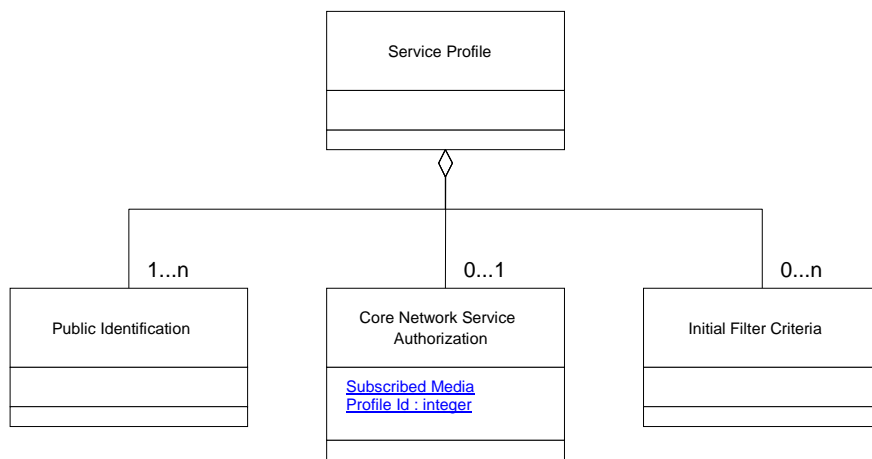 Service Profile
1...n
0...1
0...n
Public Identification
Core Network Service
Authorization
Initial Filter Criteria
Subscribed Media
Profile Id : integer